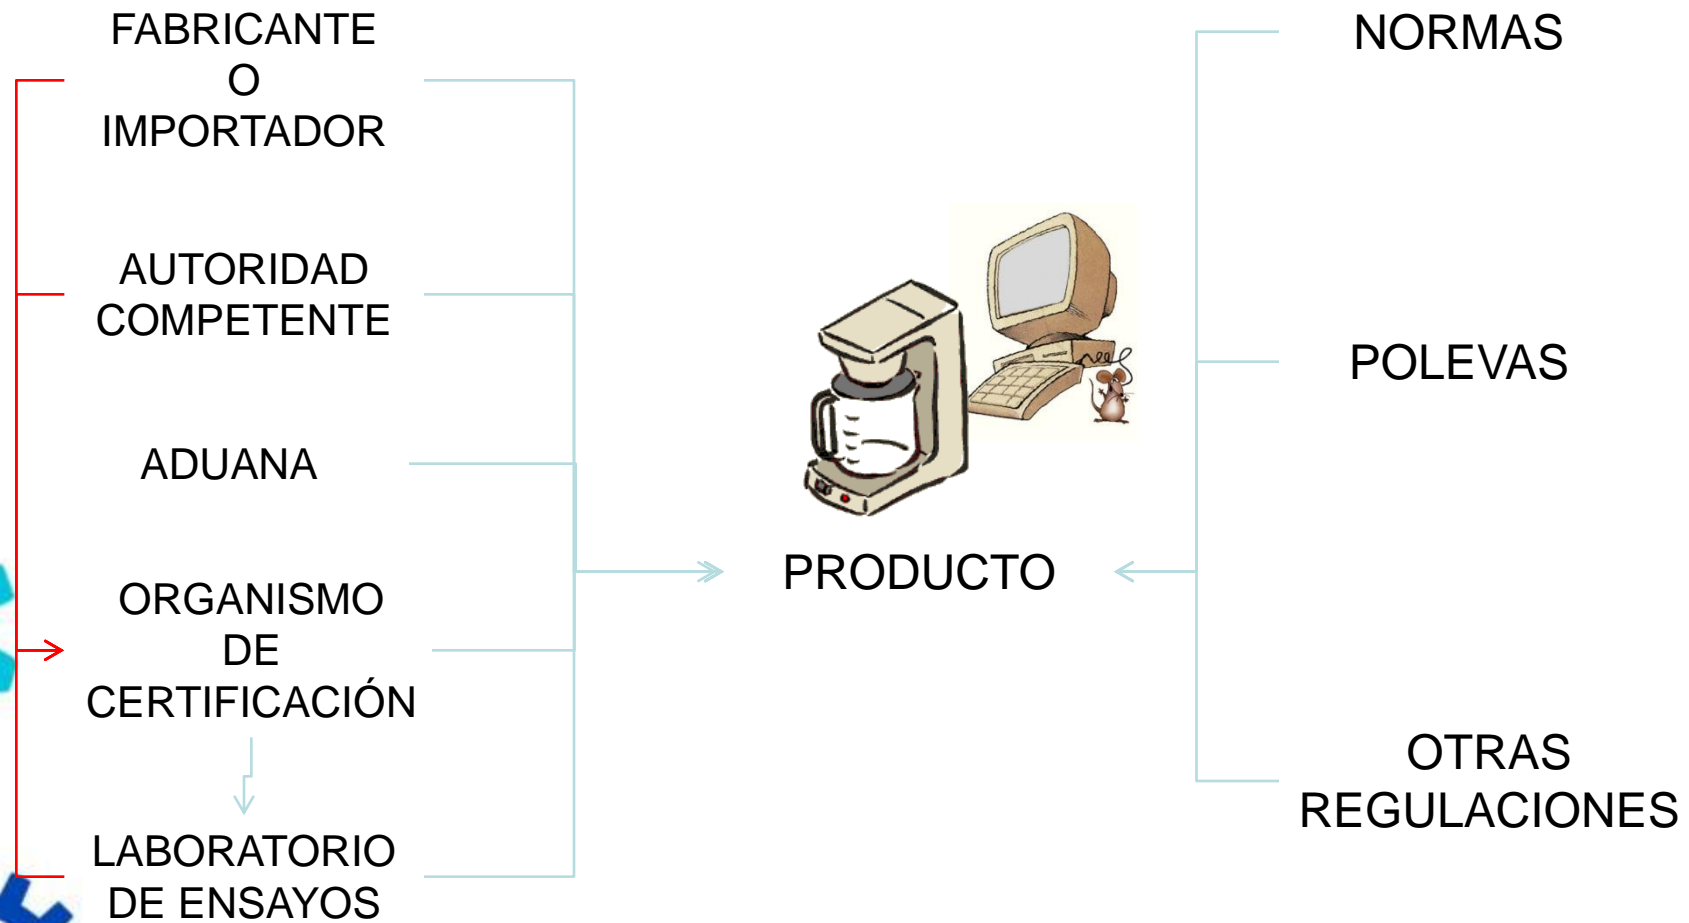 FABRICANTE
O
IMPORTADOR
AUTORIDAD
COMPETENTE
ADUANA
ORGANISMO
DE
CERTIFICACIÓN
LABORATORIO
DE ENSAYOS
PRODUCTO
NORMAS
POLEVAS
OTRAS
REGULACIONES